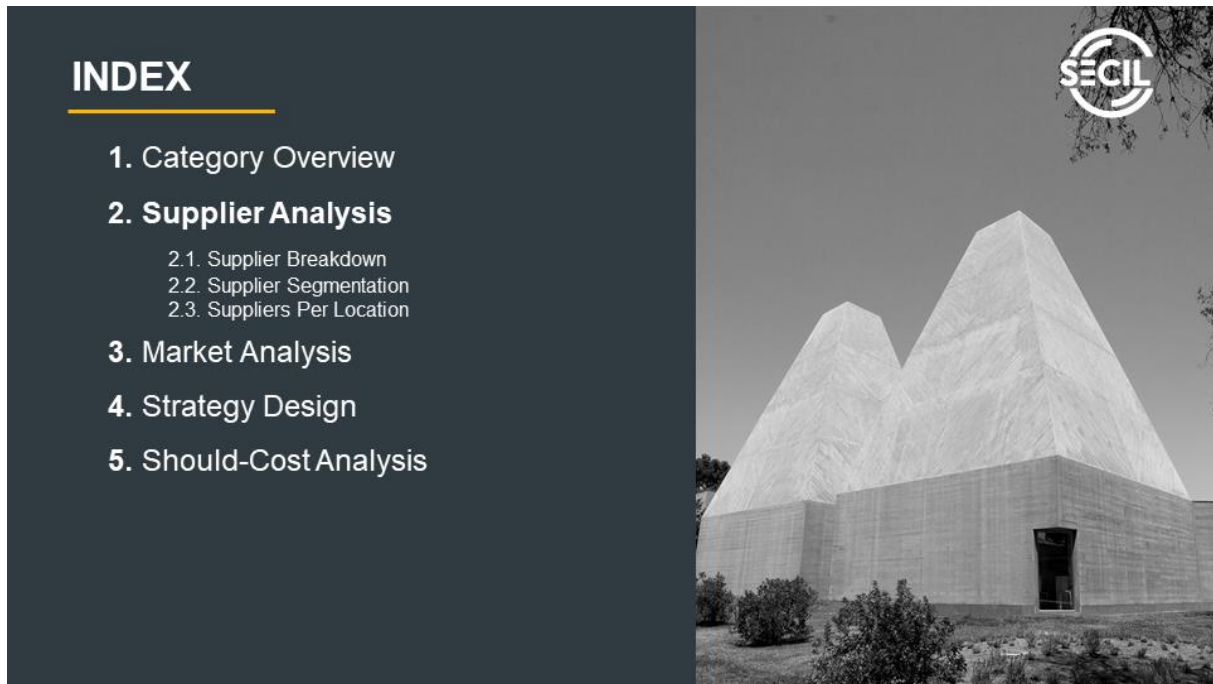 INDEX
1. Category Overview
2. Supplier Analysis
2.1. Supplier Breakdown
2.2. Supplier Segmentation
2.3. Suppliers Per Location
3. Market Analysis
4. Strategy Design
5. Should-Cost Analysis
SECIL